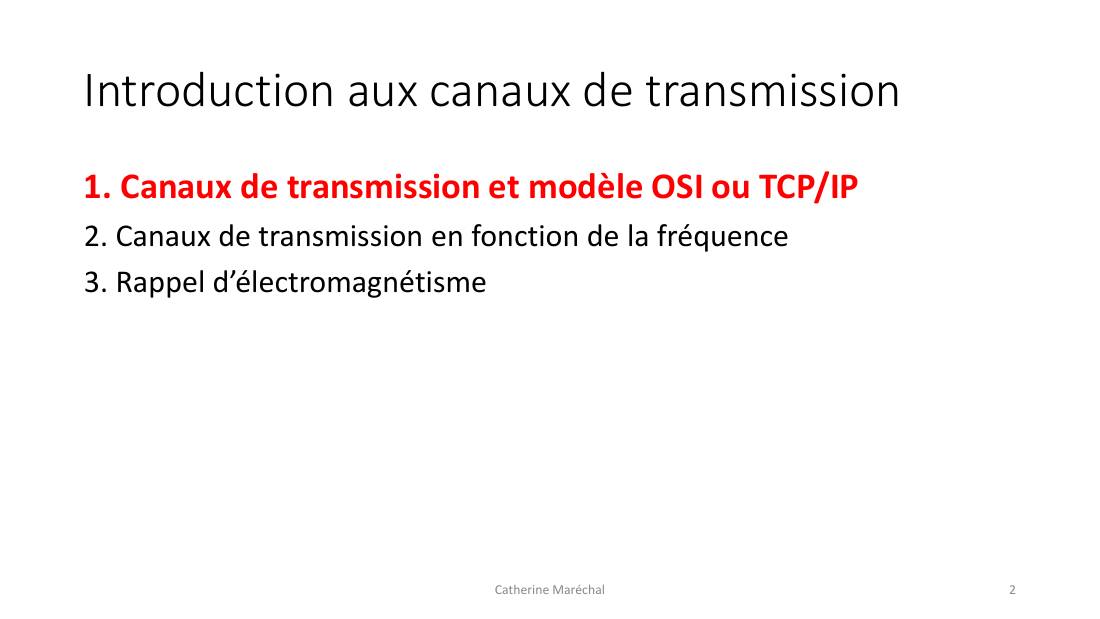 Introduction aux canaux de transmission
1. Canaux de transmission et modèle OSI ou TCP/IP
2. Canaux de transmission en fonction de la fréquence
3. Rappel d’électromagnétisme
Catherine Maréchal
2